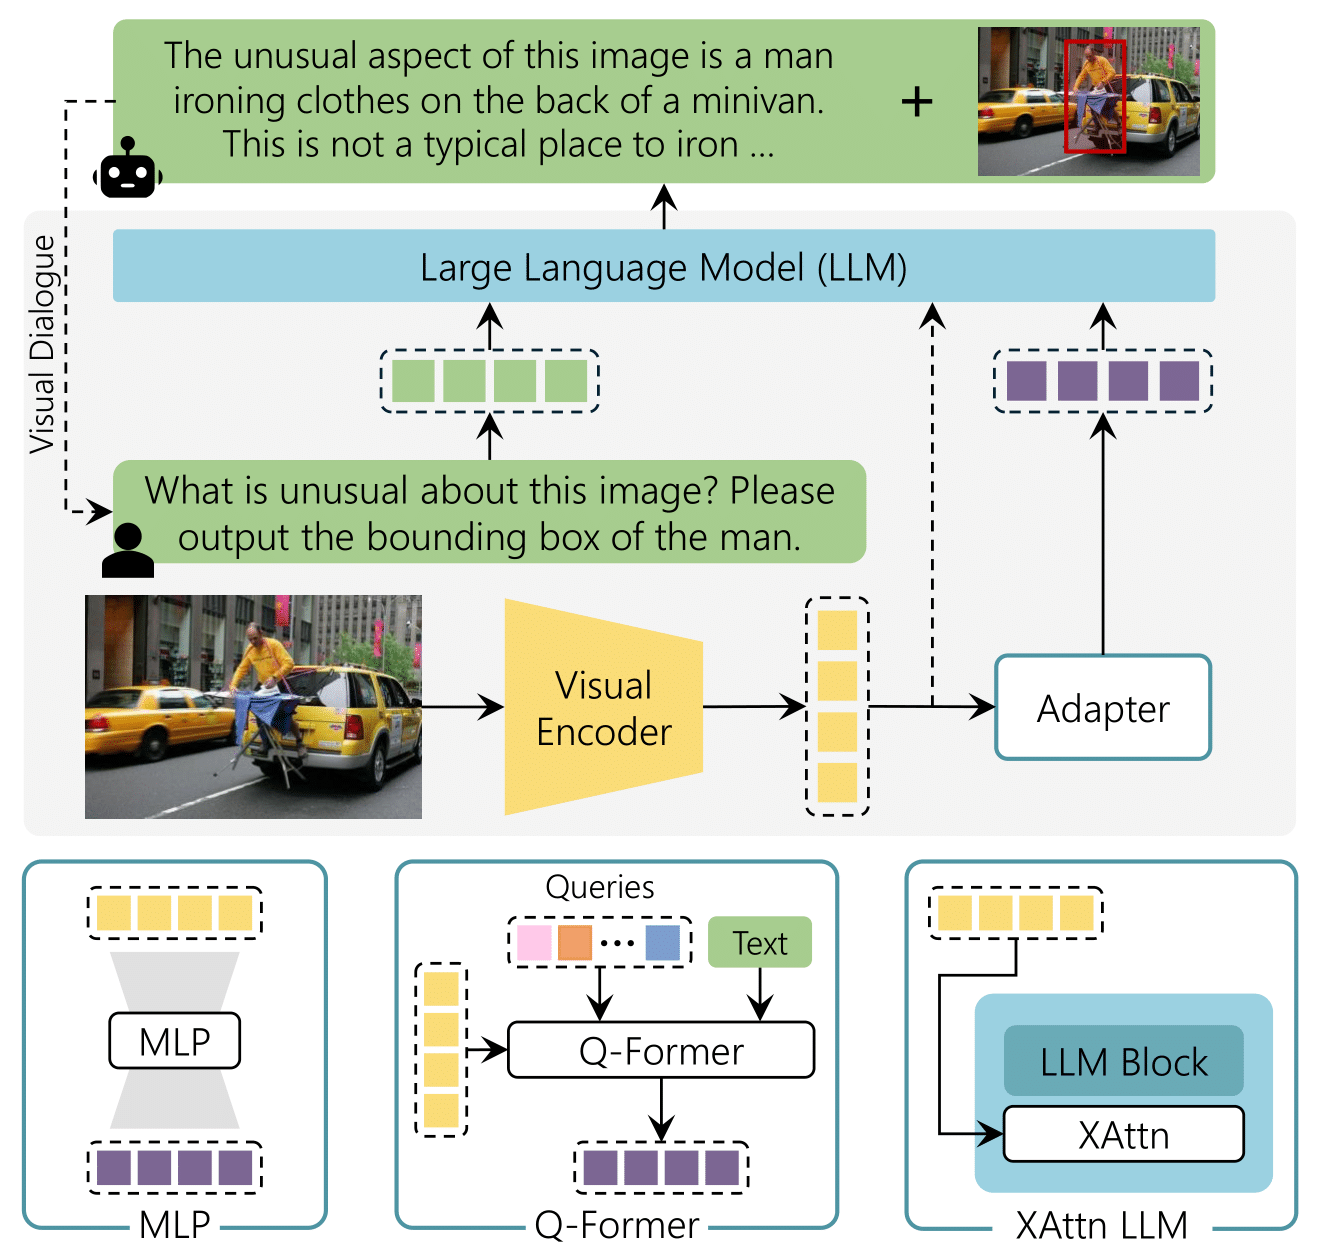 The unusual aspect of this image is a man
ironing clothes on the back of a minivan.
This is not a typical place to iron ...
+
Visual Dialogue
Large Language Model (LLM)
What is unusual about this image? Please
output the bounding box of the man.
Visual
Encoder
Adapter
MLP
MLP
Queries
...
Text
Q-Former
Q-Former
LLM Block
XAttn
XAttn LLM